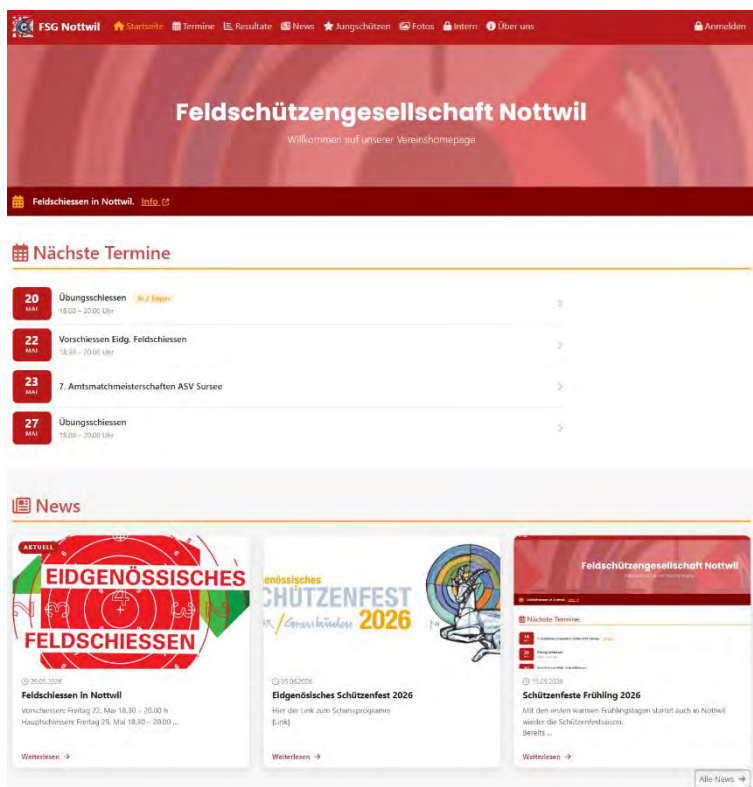 FSG Nottwil Startseite Termine Resultate News Jungschützen Fotos Intern Über uns Anmelden
Feldschützengesellschaft Nottwil
Willkommen auf unserer Vereinshomepage
Feldschiessen in Nottwil. Info
Nächste Termine
20 MAI
Übungsschiessen
18.00 – 20.00 Uhr
22 MAI
Vorschiessen Eidg. Feldschiessen
18.30 – 20.00 Uhr
23 MAI
7. Amtsmatchmeisterschaften ASV Sursee
27 MAI
Übungsschiessen
18.00 – 20.00 Uhr
News
AKTUELL
EIDGENÖSSISCHES
FELDSCHIESSEN
29.05.2026
Feldschiessen in Nottwil
Vorschiessen: Freitag 22. Mai 18.30 – 20.00 h
Hauptschiessen: Freitag 29. Mai 18.30 – 20.00 ...
Weiterlesen →
enössisches
CHÜTZENFEST
Graubünden 2026
05.06.2026
Eidgenösisches Schützenfest 2026
Hier der Link zum Schiessprogramm
[Link]
Weiterlesen →
Feldschützengesellschaft Nottwil
Nächste Termine
15.05.2026
Schützenfeste Frühling 2026
Mit den ersten warmen Frühlingstagen startet auch in Nottwil
wieder die Schützenfestsaison.
Bereits ...
Weiterlesen →
Alle News →